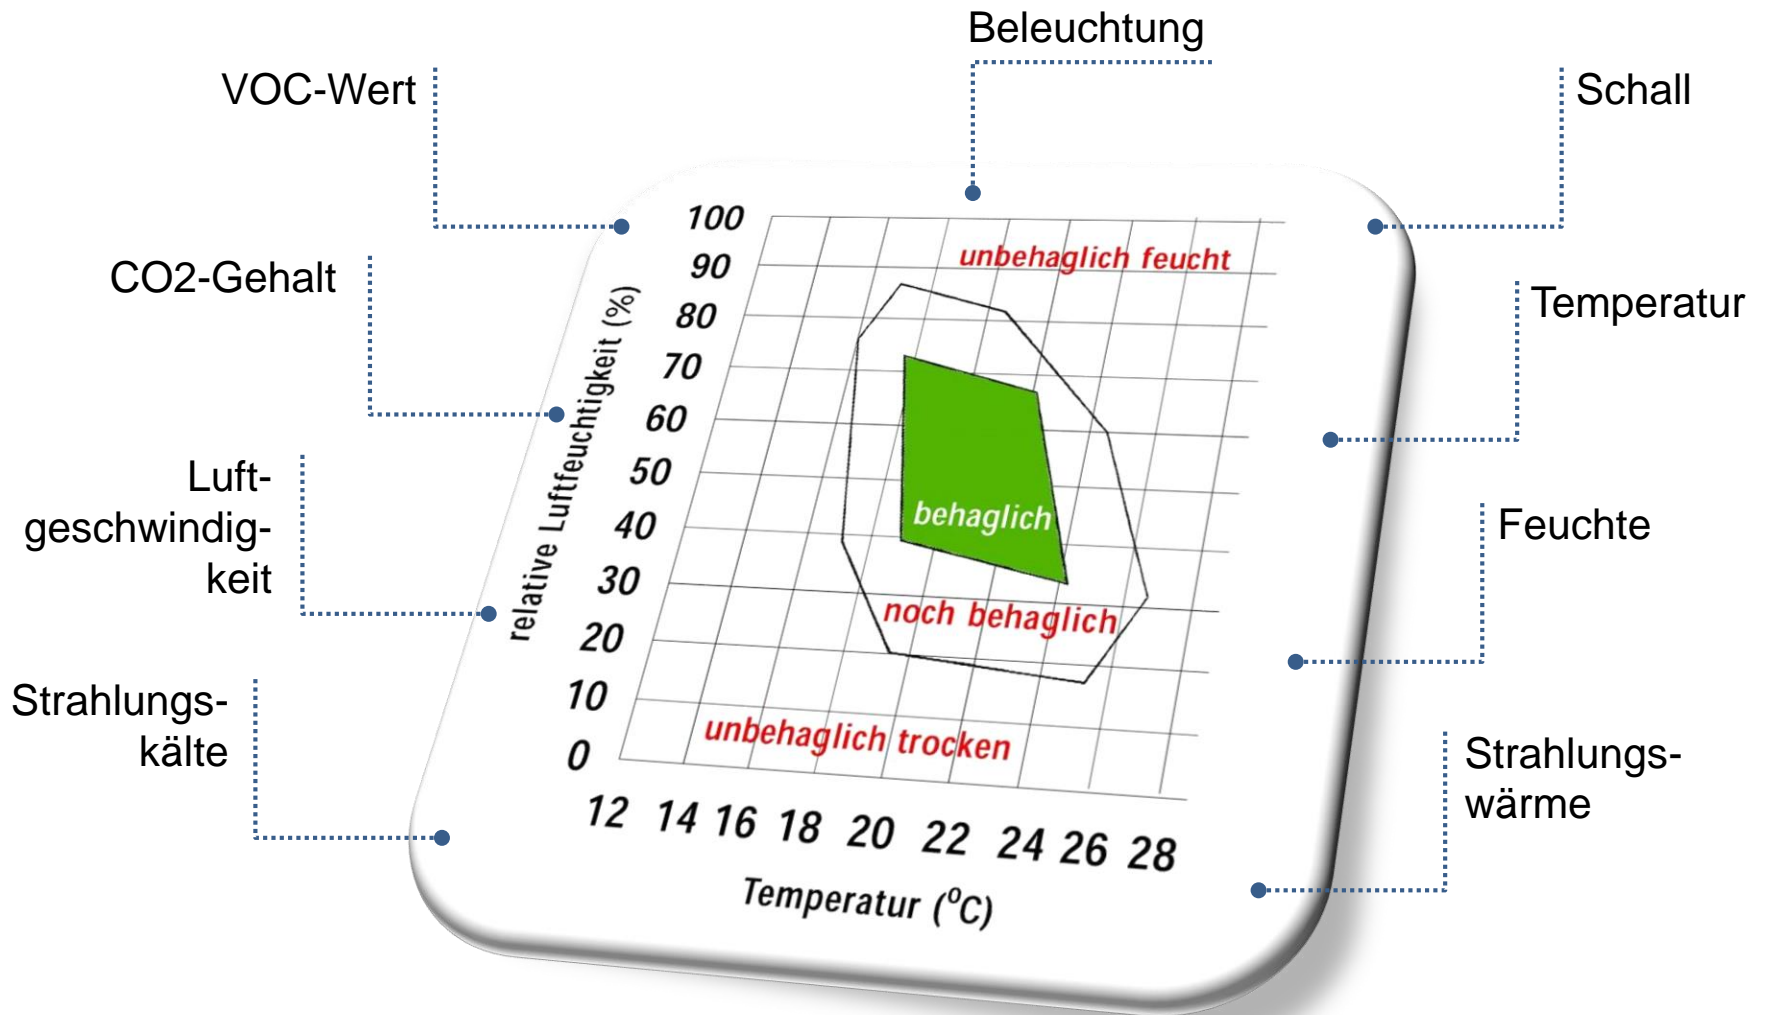 Beleuchtung
VOC-Wert
Schall
CO2-Gehalt
Temperatur
Luft-
geschwindig-
keit
Feuchte
Strahlungs-
kälte
Strahlungs-
wärme
relative Luftfeuchtigkeit (%)
100
90
80
70
60
50
40
30
20
10
0
unbehaglich feucht
behaglich
noch behaglich
unbehaglich trocken
12 14 16 18 20 22 24 26 28
Temperatur (°C)